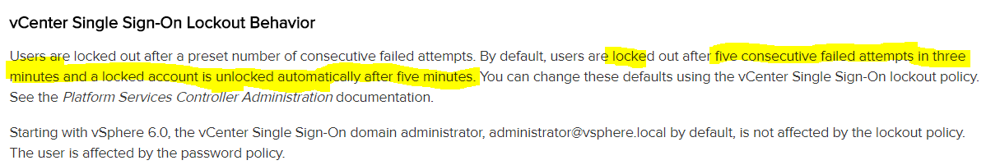 vCenter Single Sign-On Lockout Behavior
Users are locked out after a preset number of consecutive failed attempts. By default, users are locked out after five consecutive failed attempts in three
minutes and a locked account is unlocked automatically after five minutes. You can change these defaults using the vCenter Single Sign-On lockout policy.
See the Platform Services Controller Administration documentation.
Starting with vSphere 6.0, the vCenter Single Sign-On domain administrator, administrator@vsphere.local by default, is not affected by the lockout policy.
The user is affected by the password policy.